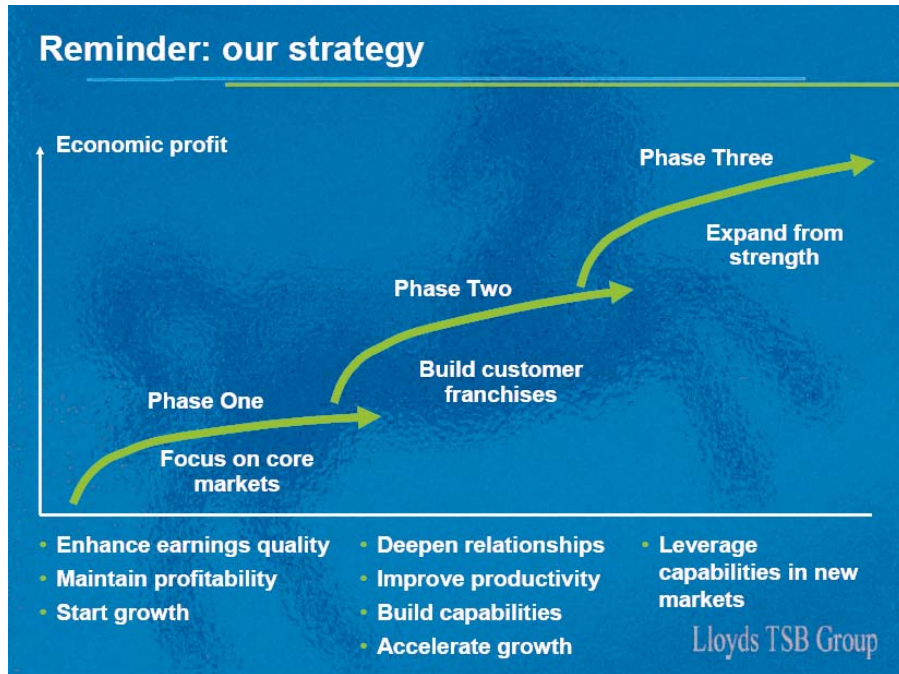 Reminder: our strategy
Economic profit
Phase Three
Expand from
strength
Phase Two
Build customer
franchises
Phase One
Focus on core
markets
• Enhance earnings quality
• Maintain profitability
• Start growth
• Deepen relationships
• Improve productivity
• Build capabilities
• Accelerate growth
• Leverage
capabilities in new
markets
Lloyds TSB Group